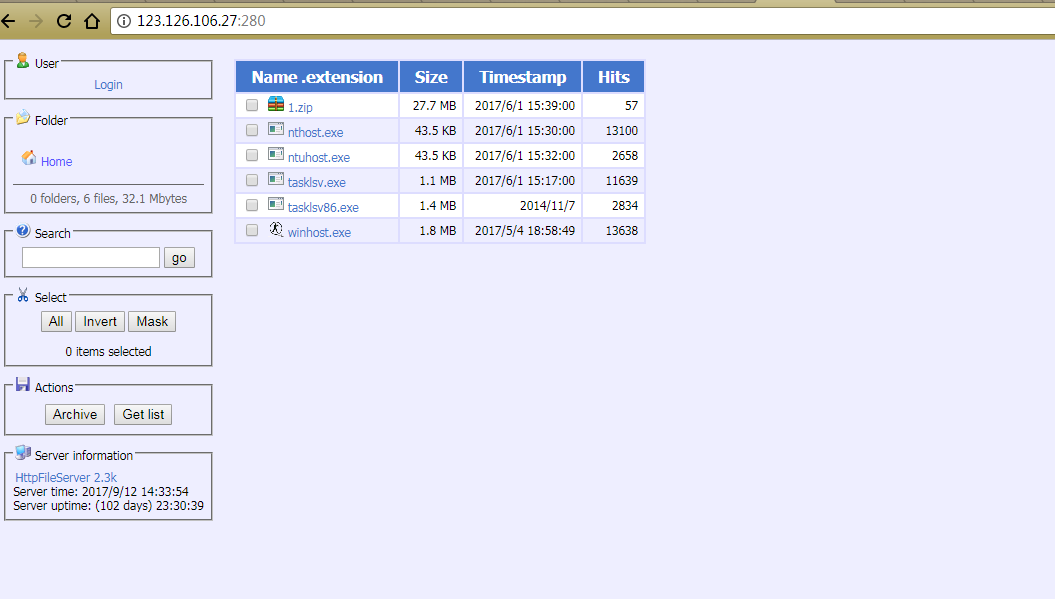 123.126.106.27:280
User
Login
Folder
Home
0 folders, 6 files, 32.1 Mbytes
Search
go
Select
All Invert Mask
0 items selected
Actions
Archive Get list
Server information
HttpFileServer 2.3k
Server time: 2017/9/12 14:33:54
Server uptime: (102 days) 23:30:39
Name .extension Size Timestamp Hits
1.zip 27.7 MB 2017/6/1 15:39:00 57
nthost.exe 43.5 KB 2017/6/1 15:30:00 13100
ntuhost.exe 43.5 KB 2017/6/1 15:32:00 2658
tasklsv.exe 1.1 MB 2017/6/1 15:17:00 11639
tasklsv86.exe 1.4 MB 2014/11/7 2834
winhost.exe 1.8 MB 2017/5/4 18:58:49 13638